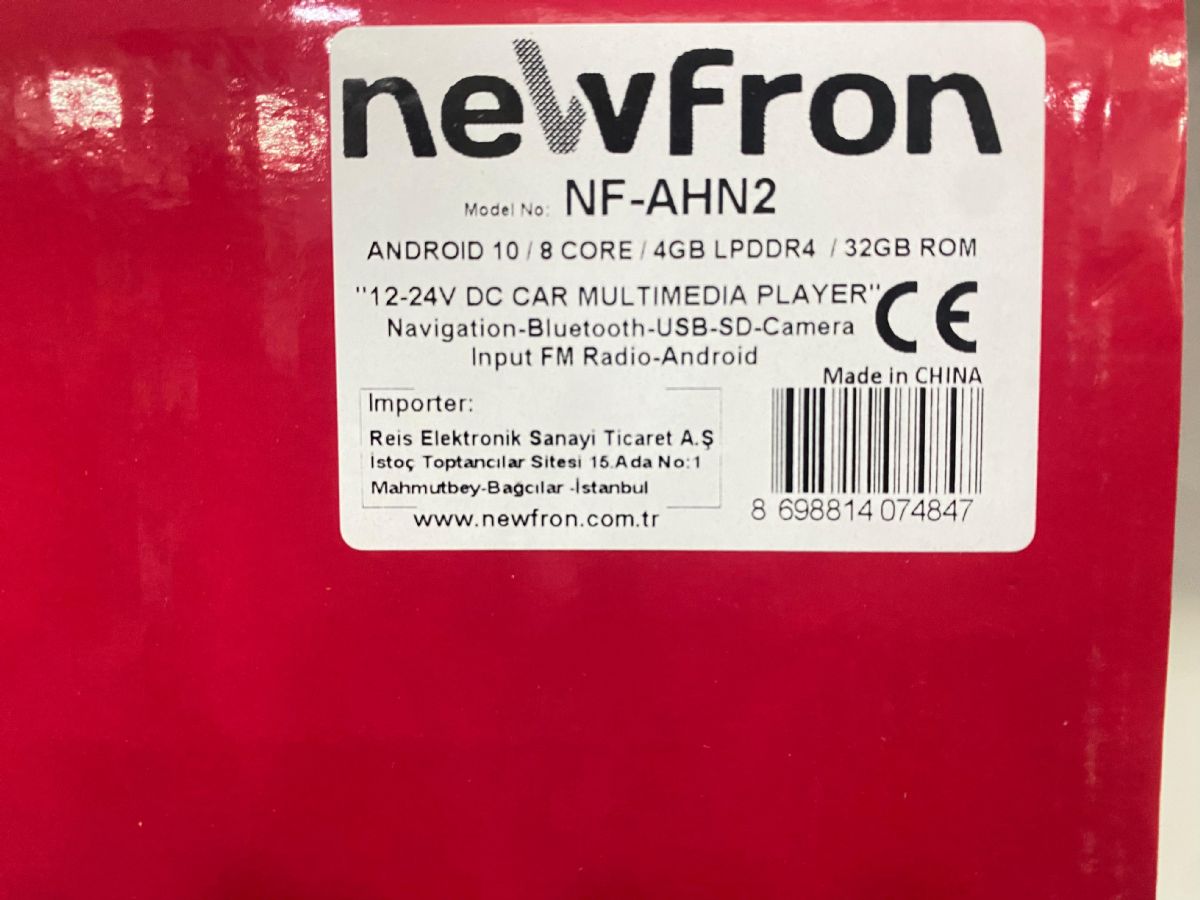 newfron
Model No: NF-AHN2
ANDROID 10 / 8 CORE / 4GB LPDDR4 / 32GB ROM
"12-24V DC CAR MULTIMEDIA PLAYER"
CE
Navigation-Bluetooth-USB-SD-Camera
Input FM Radio-Android
Made in CHINA
Importer:
Reis Elektronik Sanayi Ticaret A.Ş
İstoç Toptancılar Sitesi 15.Ada No:1
Mahmutbey-Bağcılar -İstanbul
www.newfron.com.tr
8 698814 074847